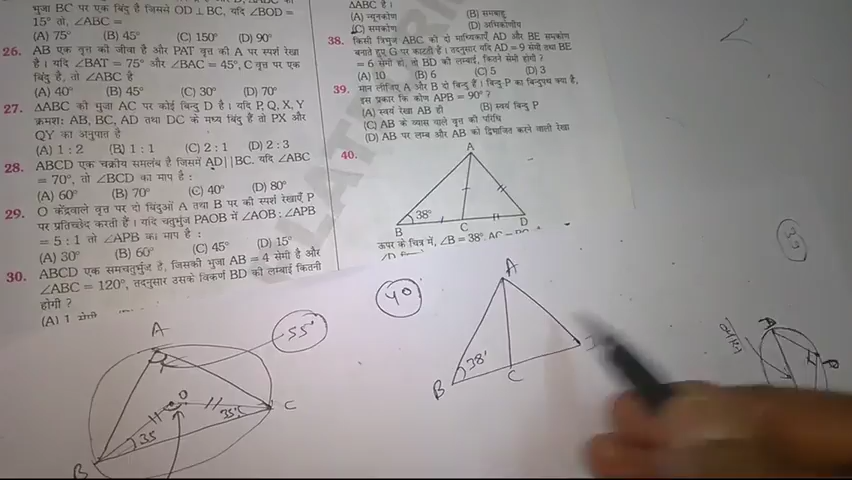 भुजा BC पर एक बिंदु है जिससे OD ⊥ BC, यदि ∠BOD =
15° तो, ∠ABC =
(A) 75° (B) 45° (C) 150° (D) 90°
26. AB एक वृत्त की जीवा है और PAT वृत्त की A पर स्पर्श रेखा
है । यदि ∠BAT = 75° और ∠BAC = 45°, C वृत्त पर एक
बिंदु है, तो ∠ABC है
(A) 40° (B) 45° (C) 30° (D) 70°
27. ΔABC की भुजा AC पर कोई बिंदु D है। यदि P, Q, X, Y
क्रमशः AB, BC, AD तथा DC के मध्य बिंदु हैं तो PX और
QY का अनुपात है
(A) 1 : 2 (B) 1 : 1 (C) 2 : 1 (D) 2 : 3
28. ABCD एक चक्रीय समलंब है जिसमें AD||BC. यदि ∠ABC
= 70°, तो ∠BCD का माप है :
(A) 60° (B) 70° (C) 40° (D) 80°
29. O केंद्रवाले वृत्त पर दो बिंदुओं A तथा B पर की स्पर्श रेखाएँ P
पर प्रतिच्छेद करती हैं । यदि चतुर्भुज PAOB में ∠AOB : ∠APB
= 5 : 1 तो ∠APB का माप है :
(A) 30° (B) 60° (C) 45° (D) 15°
30. ABCD एक समचतुर्भुज है, जिसकी भुजा AB = 4 सेमी है और
∠ABC = 120°, तदनुसार उसके विकर्ण BD की लम्बाई कितनी
होगी ?
(A) 1 सेमी
ΔABC है ।
(A) न्यूनकोण (B) समबाहु
(C) समकोण (D) अधिकोणीय
38. किसी त्रिभुज ABC की दो माध्यिकाएँ AD और BE समकोण
बनाते हुए G पर काटती हैं । तदनुसार यदि AD = 9 सेमी तथा BE
= 6 सेमी हो, तो BD की लम्बाई, कितने सेमी होगी ?
(A) 10 (B) 6 (C) 5 (D) 3
39. मान लीजिए A और B दो बिन्दु हैं। बिन्दु P का बिन्दुपथ क्या है,
इस प्रकार कि कोण APB = 90° ?
(A) स्वयं रेखा AB ही (B) स्वयं बिन्दु P
(C) AB के व्यास वाले वृत्त की परिधि
(D) AB पर लम्ब और AB को द्विभाजित करने वाली रेखा
40.
A
38°
B C D
ऊपर के चित्र में, ∠B = 38°
40
A
38°
B C
A
55°
O
35 35°
B C
A